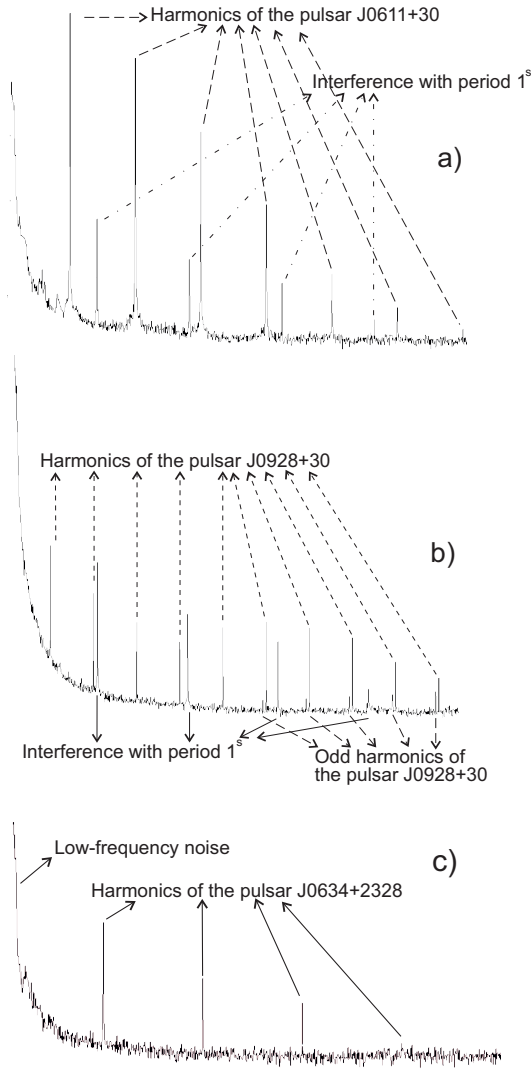 Harmonics of the pulsar J0611+30
Interference with period 1s
a)
Harmonics of the pulsar J0928+30
b)
Interference with period 1s
Odd harmonics of
the pulsar J0928+30
Low-frequency noise
c)
Harmonics of the pulsar J0634+2328